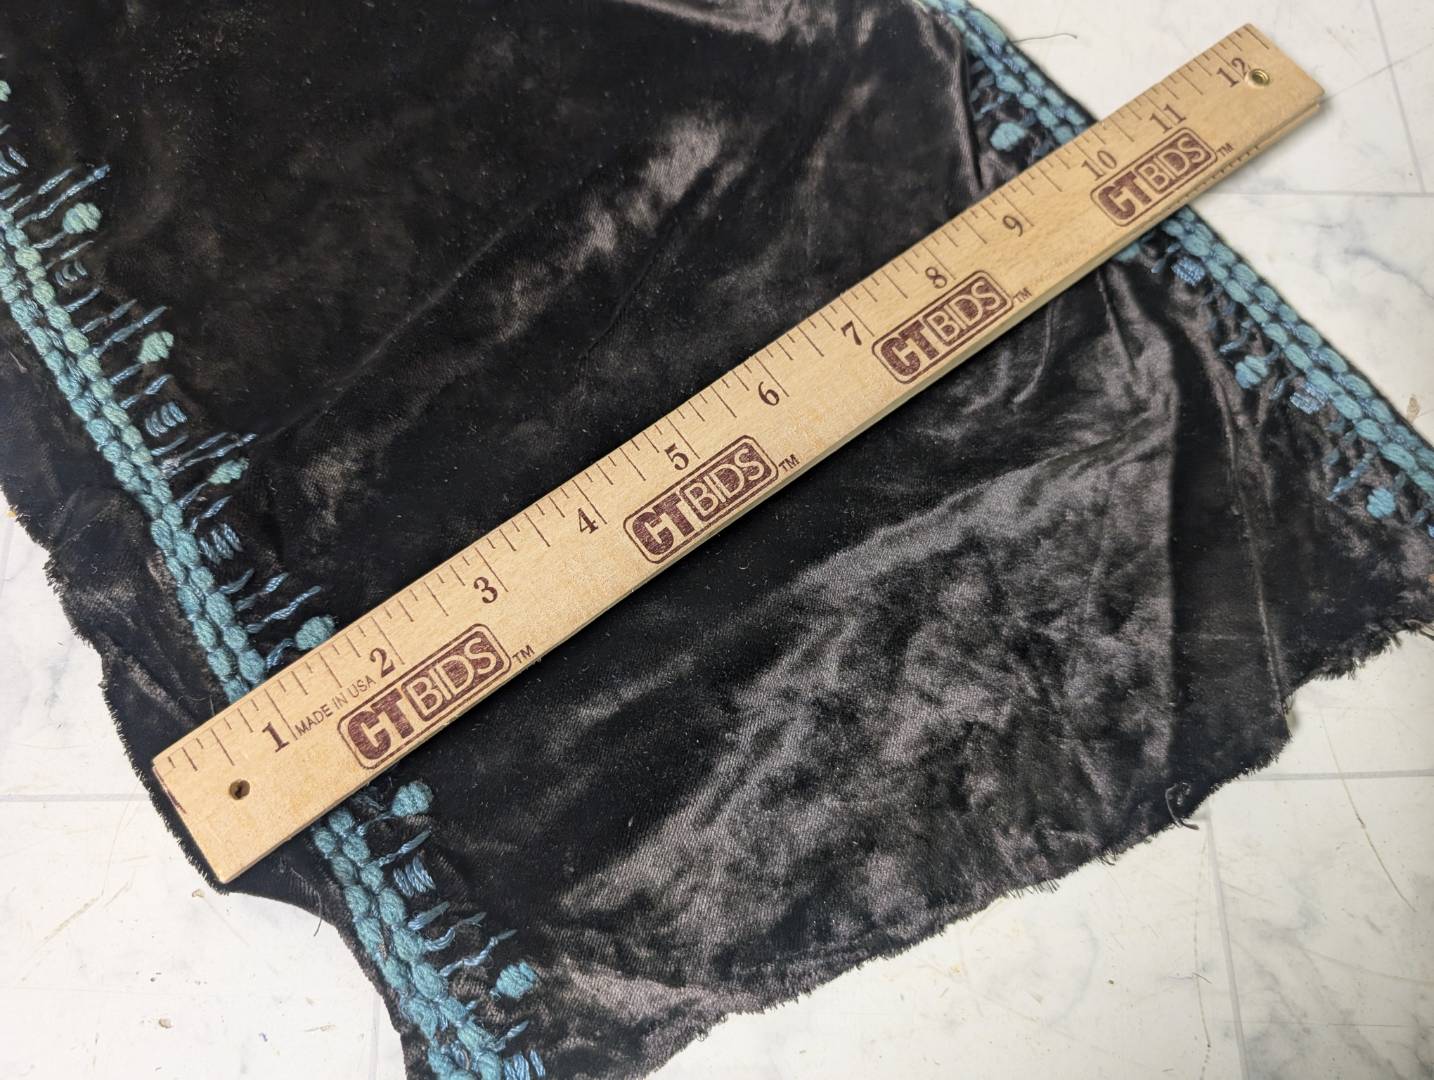 1 2 3 4 5 6 7 8 9 10 11 12
MADE IN USA
CTBIDS™
CTBIDS™
CTBIDS™
CTBIDS™